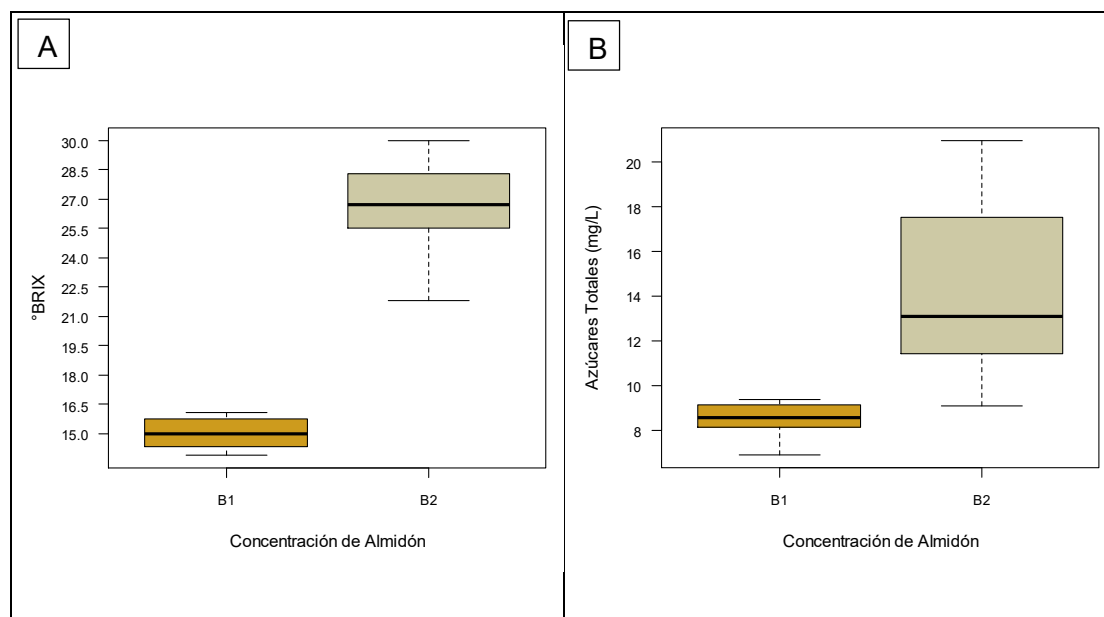 A
°BRIX
30.0
28.5
27.0
25.5
24.0
22.5
21.0
19.5
18.0
16.5
15.0
B1 B2
Concentración de Almidón
B
Azúcares Totales (mg/L)
20
18
16
14
12
10
8
B1 B2
Concentración de Almidón